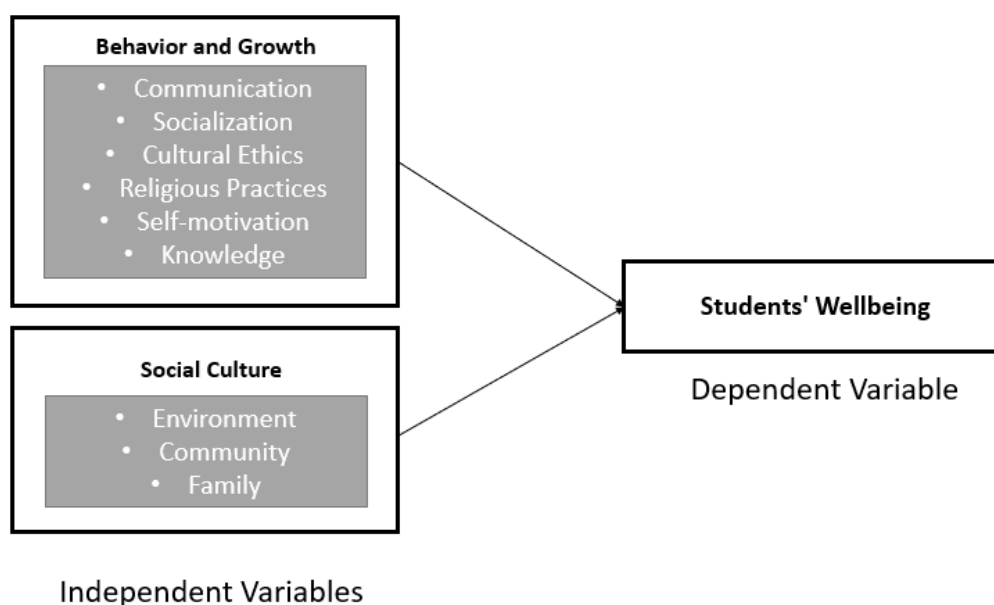 Behavior and Growth
• Communication
• Socialization
• Cultural Ethics
• Religious Practices
• Self-motivation
• Knowledge
Social Culture
• Environment
• Community
• Family
Independent Variables
Students' Wellbeing
Dependent Variable